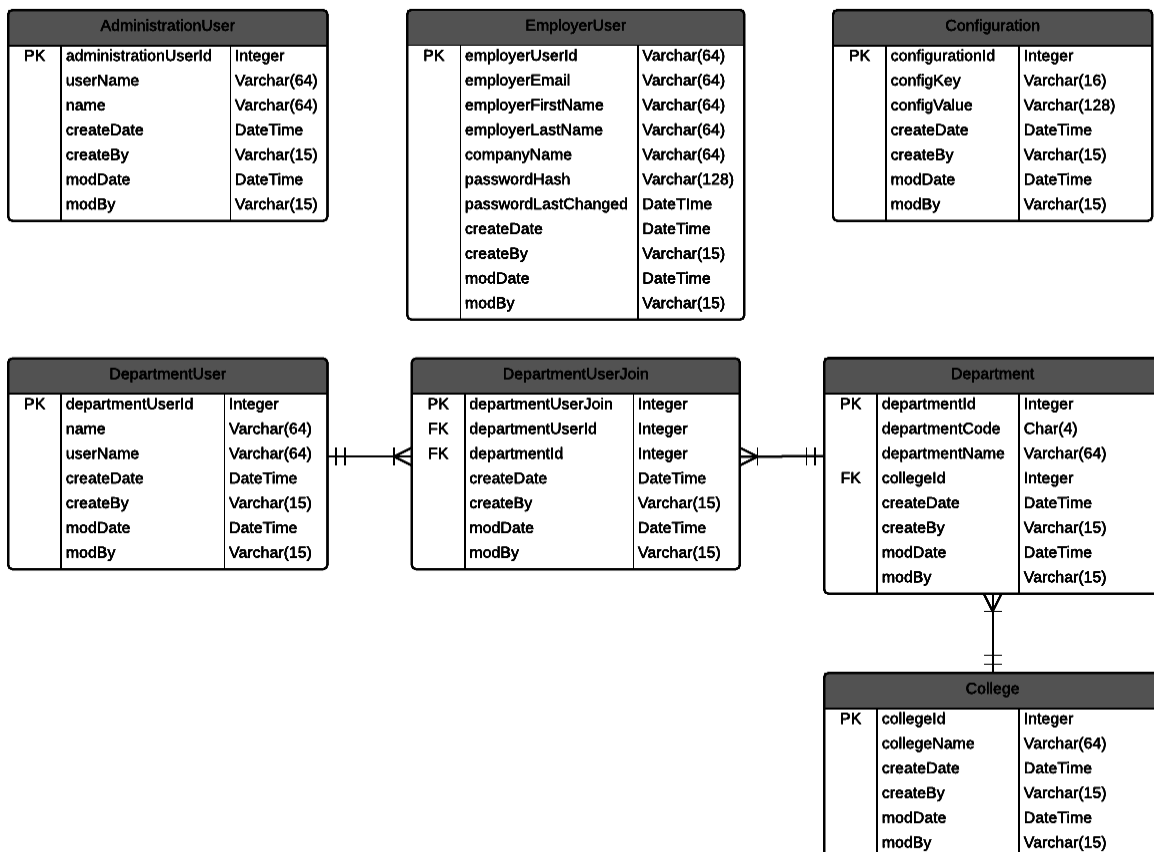 AdministrationUser
PK administrationUserId Integer
userName Varchar(64)
name Varchar(64)
createDate DateTime
createBy Varchar(15)
modDate DateTime
modBy Varchar(15)
EmployerUser
PK employerUserId Varchar(64)
employerEmail Varchar(64)
employerFirstName Varchar(64)
employerLastName Varchar(64)
companyName Varchar(64)
passwordHash Varchar(128)
passwordLastChanged DateTIme
createDate DateTime
createBy Varchar(15)
modDate DateTime
modBy Varchar(15)
Configuration
PK configurationId Integer
configKey Varchar(16)
configValue Varchar(128)
createDate DateTime
createBy Varchar(15)
modDate DateTime
modBy Varchar(15)
DepartmentUser
PK departmentUserId Integer
name Varchar(64)
userName Varchar(64)
createDate DateTime
createBy Varchar(15)
modDate DateTime
modBy Varchar(15)
DepartmentUserJoin
PK departmentUserJoin Integer
FK departmentUserId Integer
FK departmentId Integer
createDate DateTime
createBy Varchar(15)
modDate DateTime
modBy Varchar(15)
Department
PK departmentId Integer
departmentCode Char(4)
departmentName Varchar(64)
FK collegeId Integer
createDate DateTime
createBy Varchar(15)
modDate DateTime
modBy Varchar(15)
College
PK collegeId Integer
collegeName Varchar(64)
createDate DateTime
createBy Varchar(15)
modDate DateTime
modBy Varchar(15)